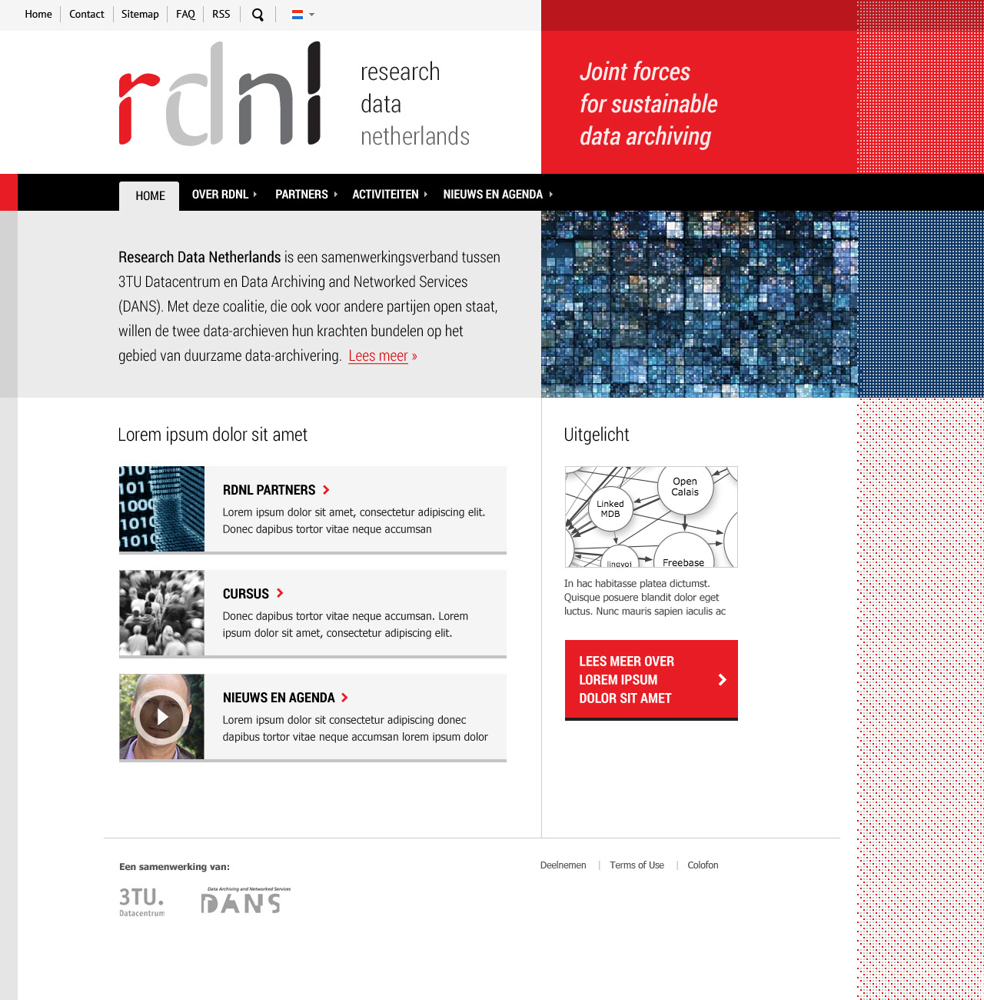 Home
Contact
Sitemap
FAQ
RSS
rdnl
research
data
netherlands
Joint forces
for sustainable
data archiving
HOME
OVER RDNL
PARTNERS
ACTIVITEITEN
NIEUWS EN AGENDA
Research Data Netherlands is een samenwerkingsverband tussen
3TU Datacentrum en Data Archiving and Networked Services
(DANS). Met deze coalitie, die ook voor andere partijen open staat,
willen de twee data-archieven hun krachten bundelen op het
gebied van duurzame data-archivering. Lees meer »
Lorem ipsum dolor sit amet
RDNL PARTNERS
Lorem ipsum dolor sit amet, consectetur adipiscing elit.
Donec dapibus tortor vitae neque accumsan
CURSUS
Donec dapibus tortor vitae neque accumsan. Lorem
ipsum dolor sit amet, consectetur adipiscing elit.
NIEUWS EN AGENDA
Lorem ipsum dolor sit consectetur adipiscing donec
dapibus tortor vitae neque accumsan lorem ipsum dolor
Uitgelicht
Open
Calais
Linked
MDB
lingvoj
Freebase
In hac habitasse platea dictumst.
Quisque posuere blandit dolor eget
luctus. Nunc mauris sapien iaculis ac
LEES MEER OVER
LOREM IPSUM
DOLOR SIT AMET
Een samenwerking van:
3TU.
Datacentrum
Data Archiving and Networked Services
DANS
Deelnemen
Terms of Use
Colofon